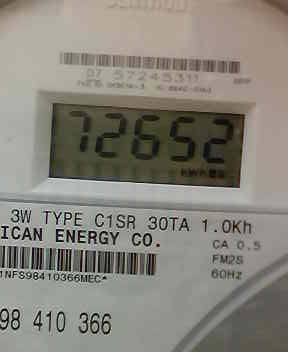 07 57245311
72652
kWh
3W TYPE C1SR 30TA 1.0Kh
ICAN ENERGY CO.
CA 0.5
FM2S
60Hz
1NFS98410366MEC*
98 410 366